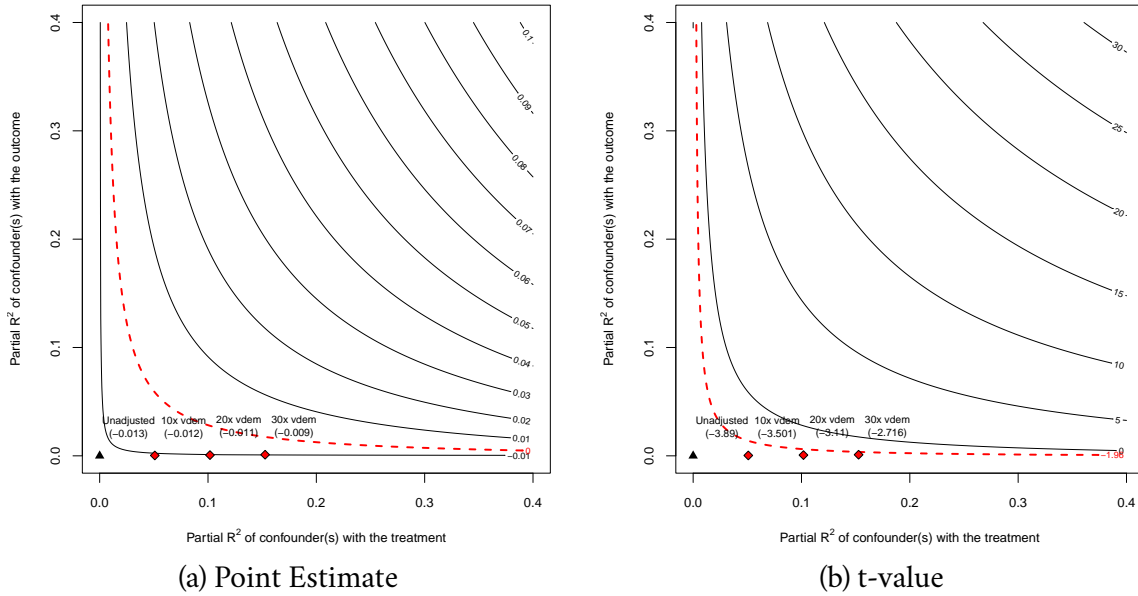 0.4
0.3
0.2
0.1
0.0
Partial R² of confounder(s) with the outcome
0.1
0.09
0.08
0.07
0.06
0.05
0.04
0.03
0.02
0.01
0
−0.01
Unadjusted
(−0.013)
10x vdem
(−0.012)
20x vdem
(−0.011)
30x vdem
(−0.009)
0.0 0.1 0.2 0.3 0.4
Partial R² of confounder(s) with the treatment
(a) Point Estimate
0.4
0.3
0.2
0.1
0.0
Partial R² of confounder(s) with the outcome
30
25
20
15
10
5
0
−1.96
Unadjusted
(−3.89)
10x vdem
(−3.501)
20x vdem
(−3.11)
30x vdem
(−2.716)
0.0 0.1 0.2 0.3 0.4
Partial R² of confounder(s) with the treatment
(b) t-value